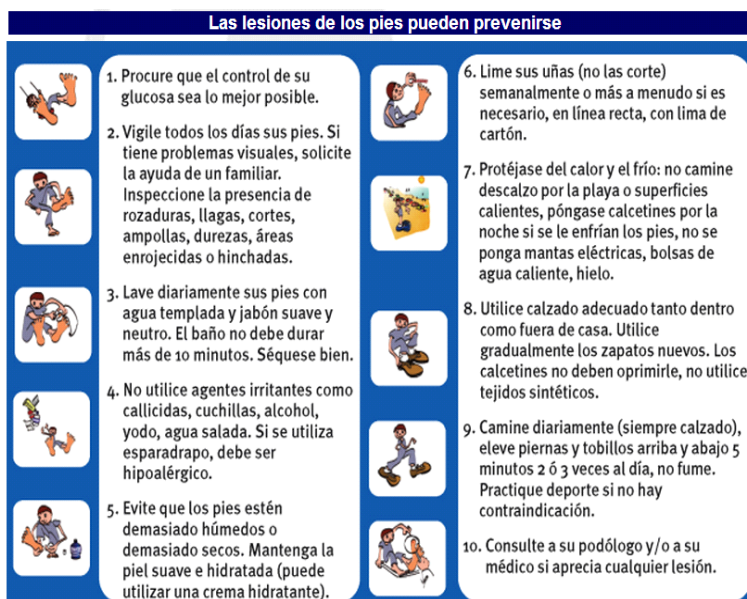 Las lesiones de los pies pueden prevenirse
1. Procure que el control de su
glucosa sea lo mejor posible.
2. Vigile todos los días sus pies. Si
tiene problemas visuales, solicite
la ayuda de un familiar.
Inspeccione la presencia de
rozaduras, llagas, cortes,
ampollas, durezas, áreas
enrojecidas o hinchadas.
3. Lave diariamente sus pies con
agua templada y jabón suave y
neutro. El baño no debe durar
más de 10 minutos. Séquese bien.
4. No utilice agentes irritantes como
callicidas, cuchillas, alcohol,
yodo, agua salada. Si se utiliza
esparadrapo, debe ser
hipoalérgico.
5. Evite que los pies estén
demasiado húmedos o
demasiado secos. Mantenga la
piel suave e hidratada (puede
utilizar una crema hidratante).
6. Lime sus uñas (no las corte)
semanalmente o más a menudo si es
necesario, en línea recta, con lima de
cartón.
7. Protéjase del calor y el frío: no camine
descalzo por la playa o superficies
calientes, póngase calcetines por la
noche si se le enfrían los pies, no se
ponga mantas eléctricas, bolsas de
agua caliente, hielo.
8. Utilice calzado adecuado tanto dentro
como fuera de casa. Utilice
gradualmente los zapatos nuevos. Los
calcetines no deben oprimirle, no utilice
tejidos sintéticos.
9. Camine diariamente (siempre calzado),
eleve piernas y tobillos arriba y abajo 5
minutos 2 ó 3 veces al día, no fume.
Practique deporte si no hay
contraindicación.
10. Consulte a su podólogo y/o a su
médico si aprecia cualquier lesión.